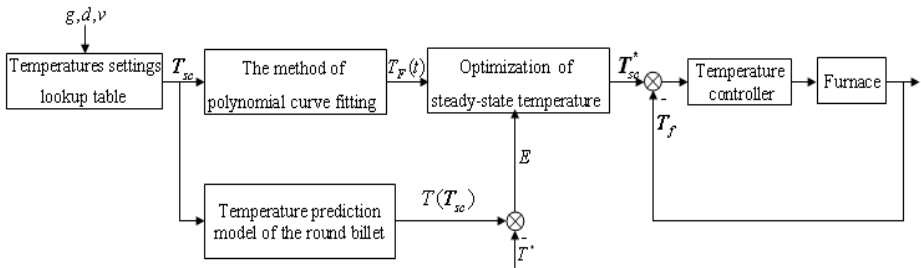 g,d,v
Temperatures settings
lookup table
T_sc
The method of
polynomial curve fitting
T_F(t)
Optimization of
steady-state temperature
T*_sc
-
T_f
Temperature
controller
Furnace
E
Temperature prediction
model of the round billet
T(T_sc)
-
T*